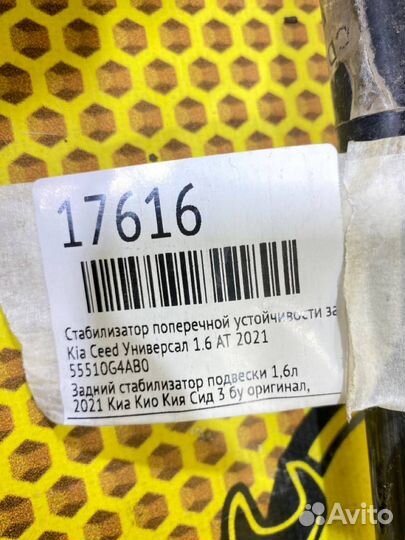 17616
Стабилизатор поперечной устойчивости за
Kia Ceed Универсал 1.6 AT 2021
55510G4AB0
Задний стабилизатор подвески 1,6л
2021 Киа Кио Кия Сид 3 бу оригинал,
Avito